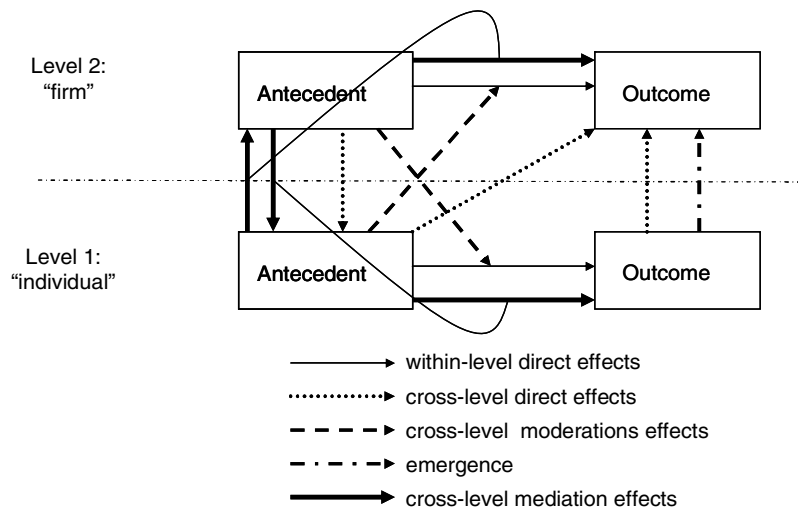 Level 2:
“firm”
Antecedent
Outcome
Level 1:
“individual”
Antecedent
Outcome
within-level direct effects
cross-level direct effects
cross-level moderations effects
emergence
cross-level mediation effects